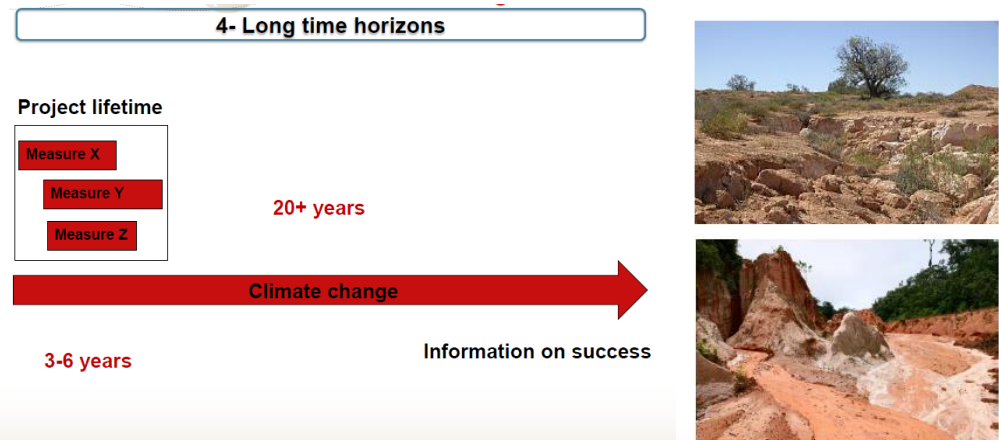 4- Long time horizons
Project lifetime
Measure X
Measure Y
Measure Z
20+ years
Climate change
3-6 years
Information on success